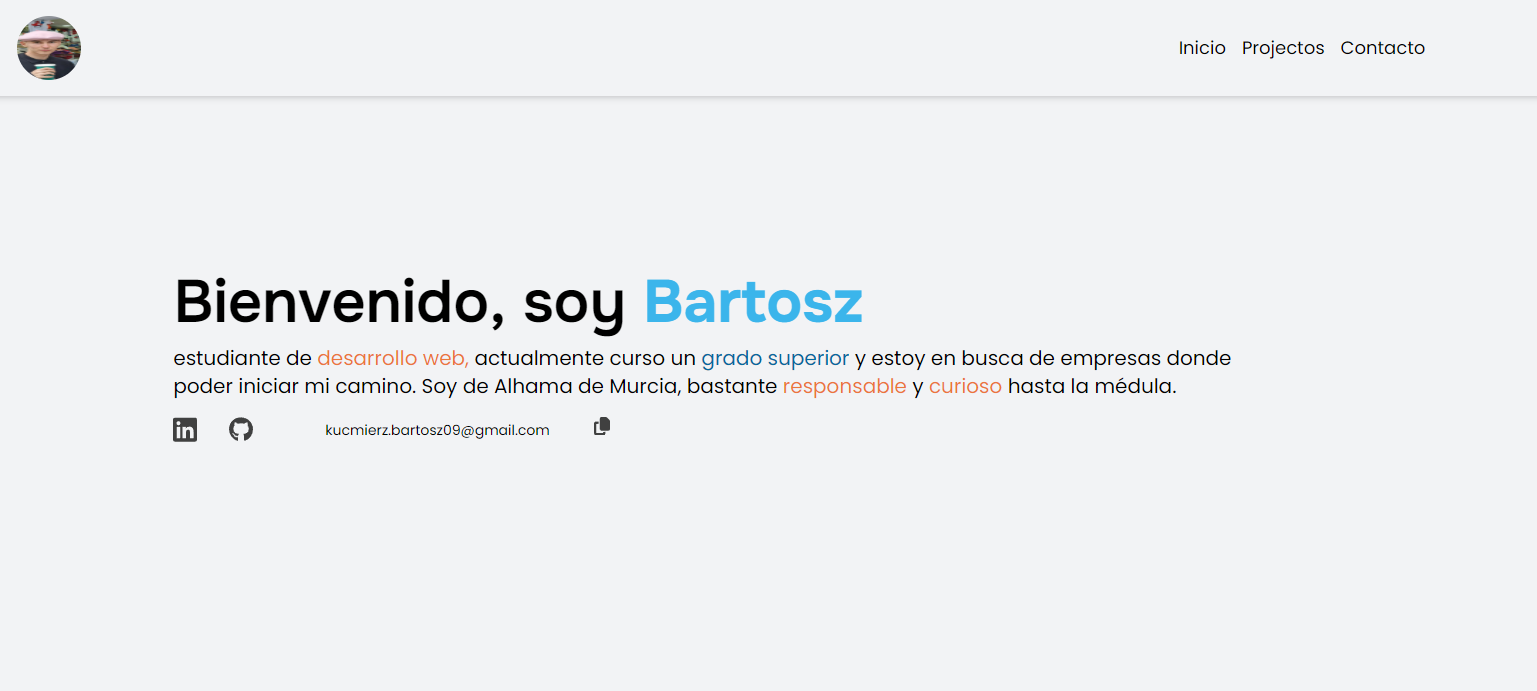 Inicio Projectos Contacto
Bienvenido, soy Bartosz
estudiante de desarrollo web, actualmente curso un grado superior y estoy en busca de empresas donde
poder iniciar mi camino. Soy de Alhama de Murcia, bastante responsable y curioso hasta la médula.
in kucmierz.bartosz09@gmail.com